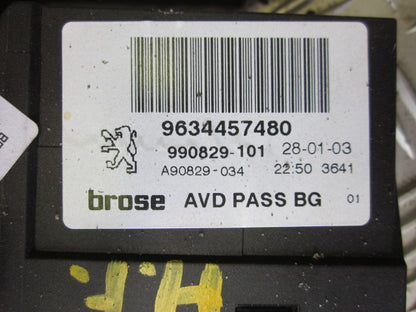 9634457480
990829-101 28-01-03
A90829-034 22:50 3641
brose AVD PASS BG 01
H.F.